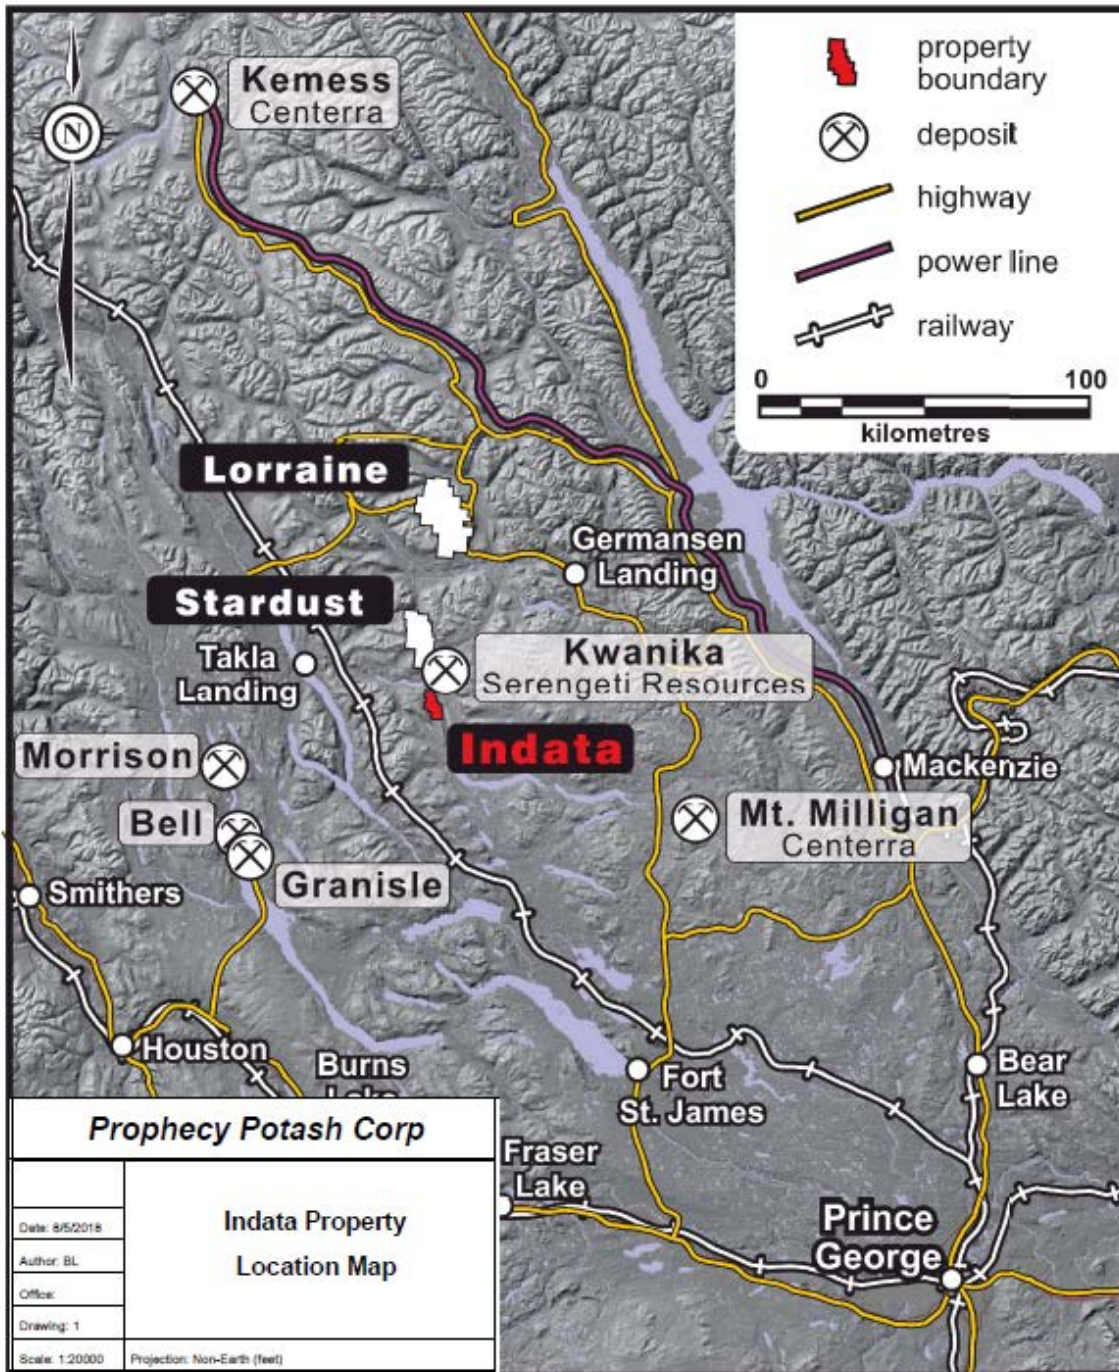 Kemess
Centerra
N
property
boundary
deposit
highway
power line
railway
0 100
kilometres
Lorraine
Germansen
Landing
Stardust
Takla
Landing
Kwanika
Serengeti Resources
Indata
Morrison
Mackenzie
Bell
Mt. Milligan
Centerra
Granisle
Smithers
Houston
Burns
Lake
Fort
St. James
Bear
Lake
Fraser
Lake
Prince
George
Prophecy Potash Corp
Indata Property
Location Map
Date: 8/5/2018
Author: BL
Office:
Drawing: 1
Scale: 1:20000
Projection: Non-Earth (feet)